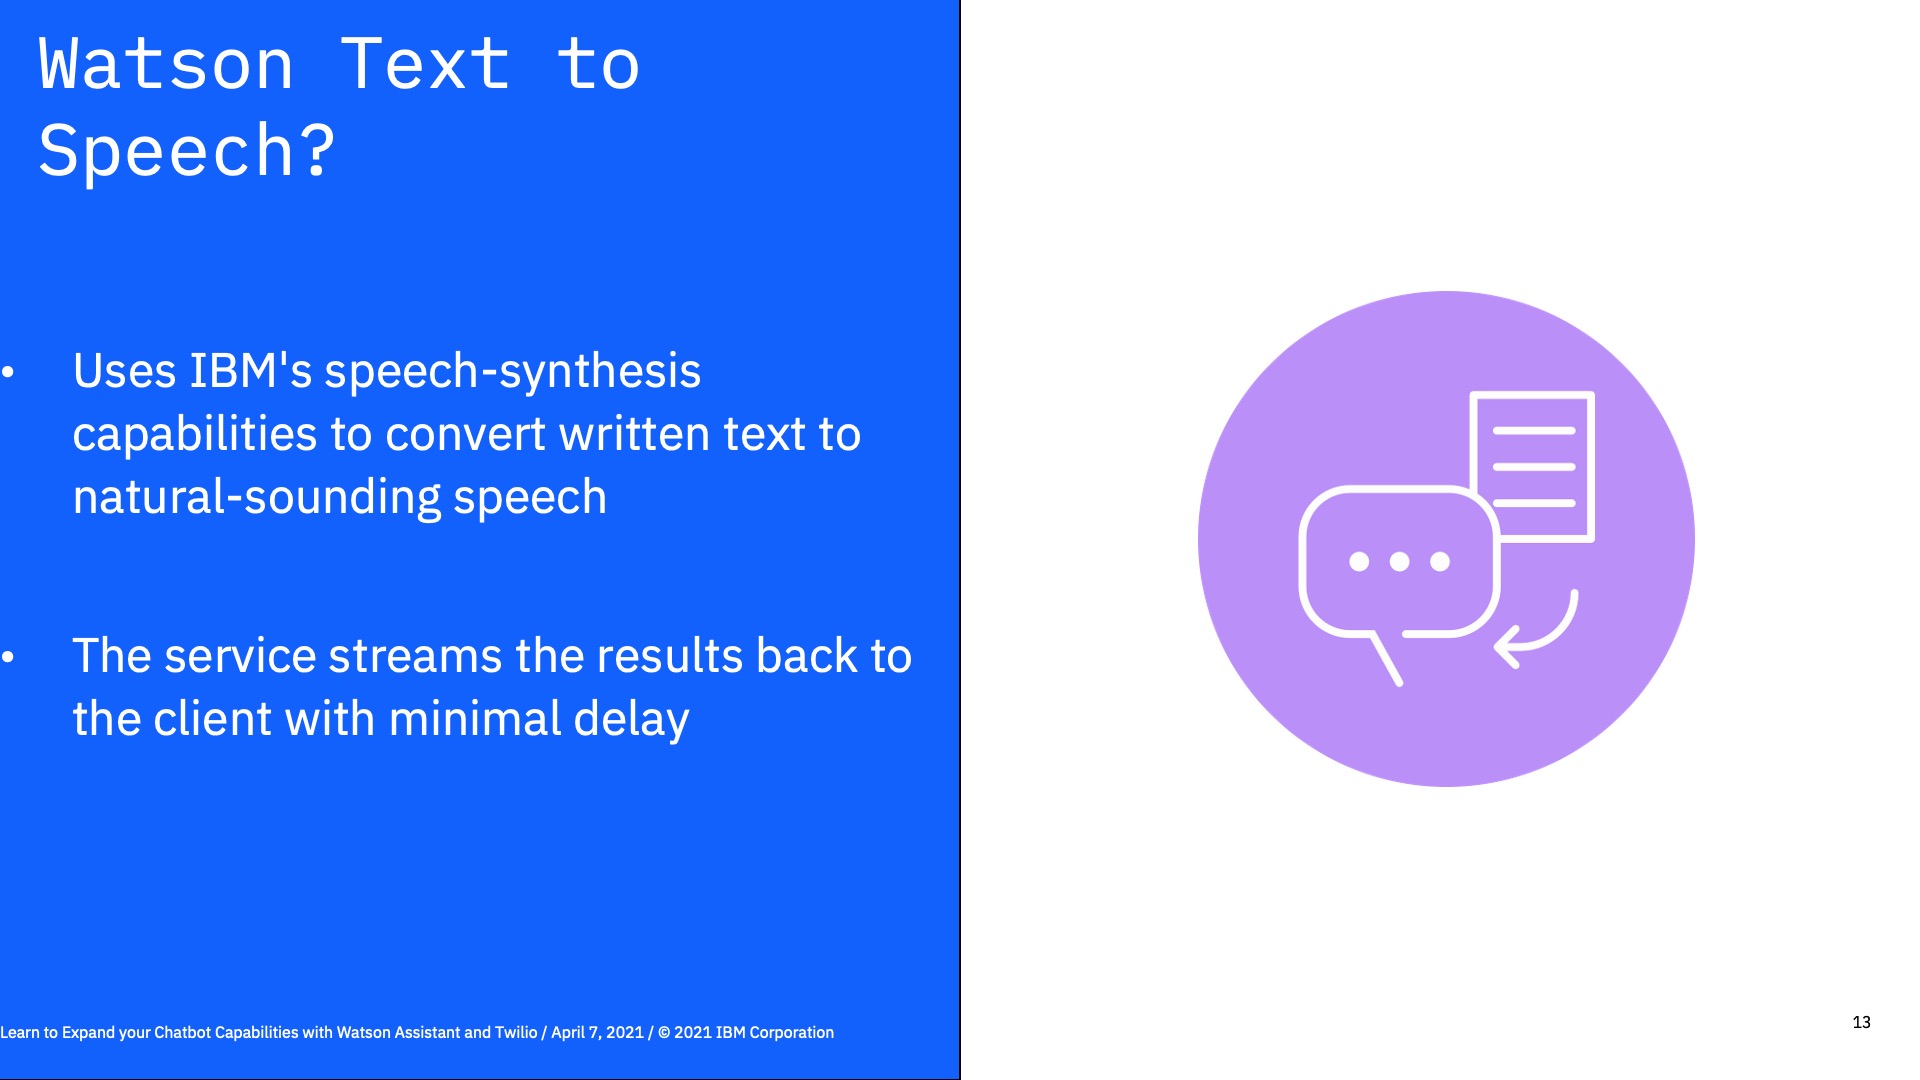 Watson Text to
Speech?
• Uses IBM's speech-synthesis
capabilities to convert written text to
natural-sounding speech
• The service streams the results back to
the client with minimal delay
Learn to Expand your Chatbot Capabilities with Watson Assistant and Twilio / April 7, 2021 / © 2021 IBM Corporation
13